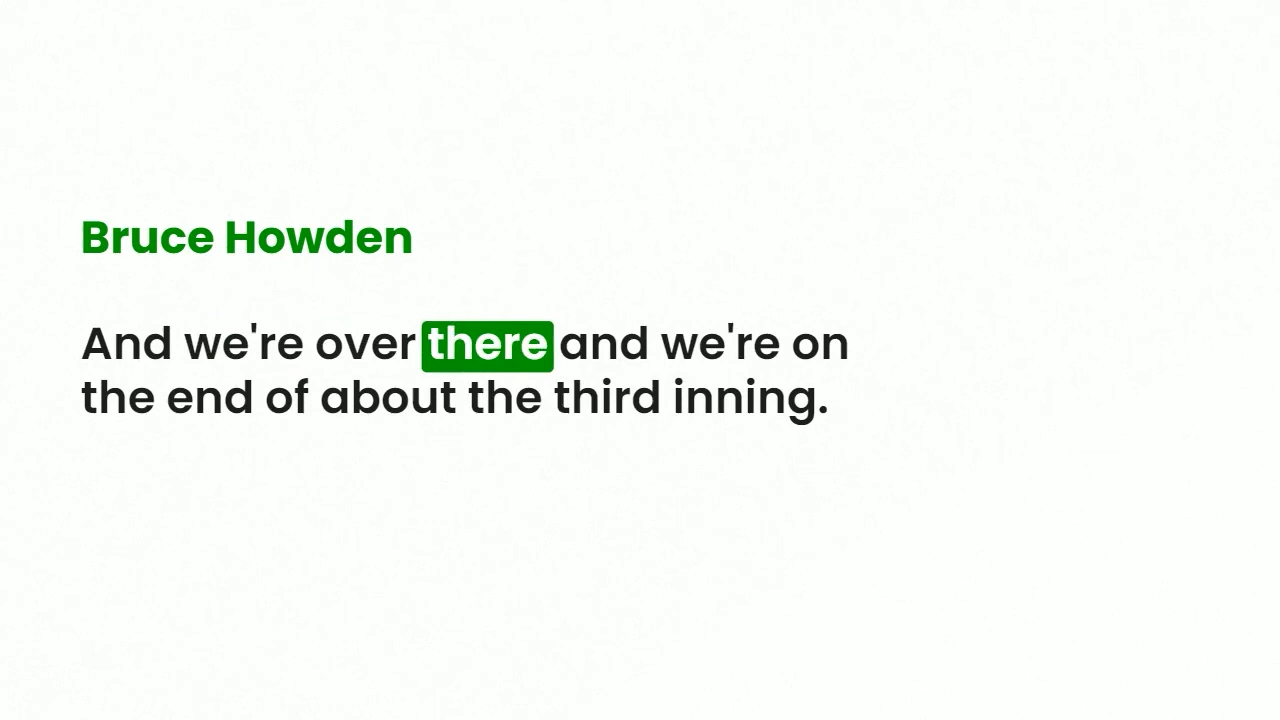 Bruce Howden
And we're over there and we're on
the end of about the third inning.